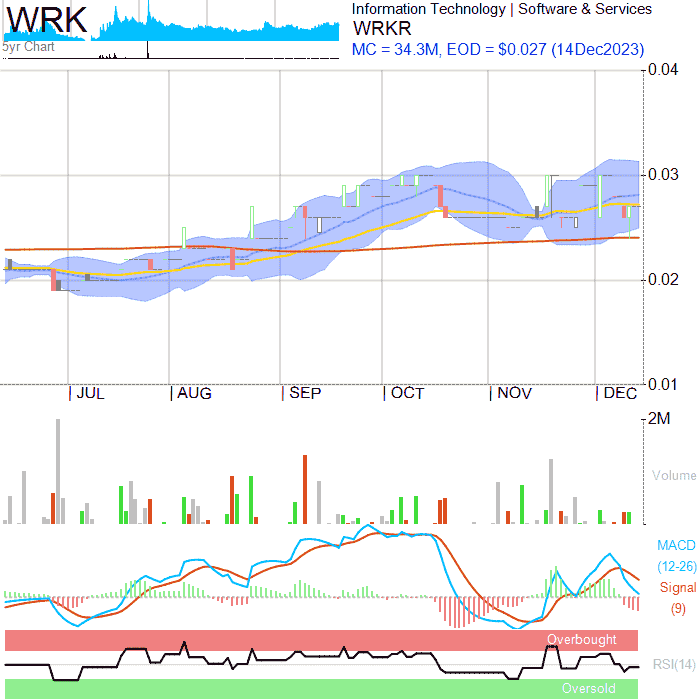 WRK
5yr Chart
Information Technology | Software & Services
WRKR
MC = 34.3M, EOD = $0.027 (14Dec2023)
0.04
0.03
0.02
0.01
JUL
AUG
SEP
OCT
NOV
DEC
2M
Volume
MACD
(12-26)
Signal
(9)
Overbought
RSI(14)
Oversold